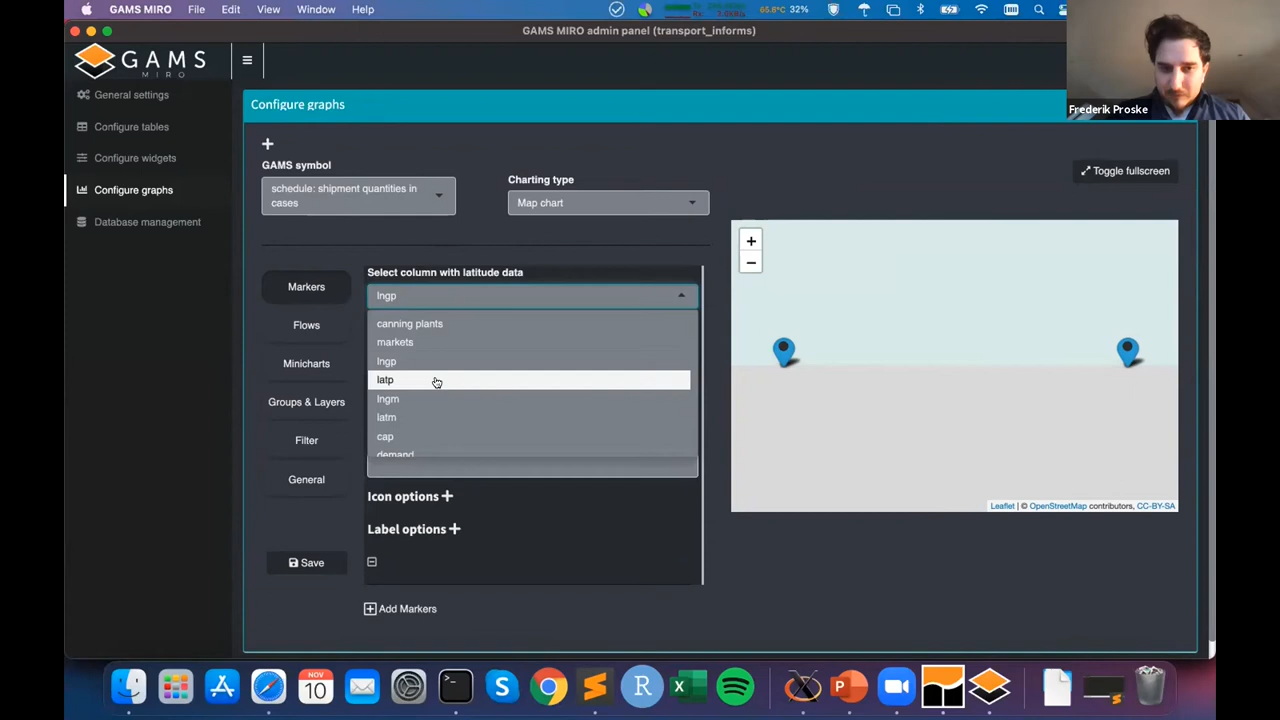 GAMS MIRO File Edit View Graphs Window Help
65.8°C 32%
GAMS MIRO admin panel (transport_informs)
GAMS
MIRO
Frederik Proske
General settings
Configure tables
Configure widgets
Configure graphs
Database management
Configure graphs
GAMS symbol
schedule: shipment quantities in
cases
Charting type
Map chart
Toggle fullscreen
Markers
Flows
Minicharts
Groups & Layers
Filter
General
Save
Select column with latitude data
lngp
canning plants
markets
lngp
latp
lngm
latm
cap
demand
Icon options
Label options
Add Markers
+
−
Leaflet | © OpenStreetMap contributors, CC-BY-SA
NOV
10
S
R
X
P